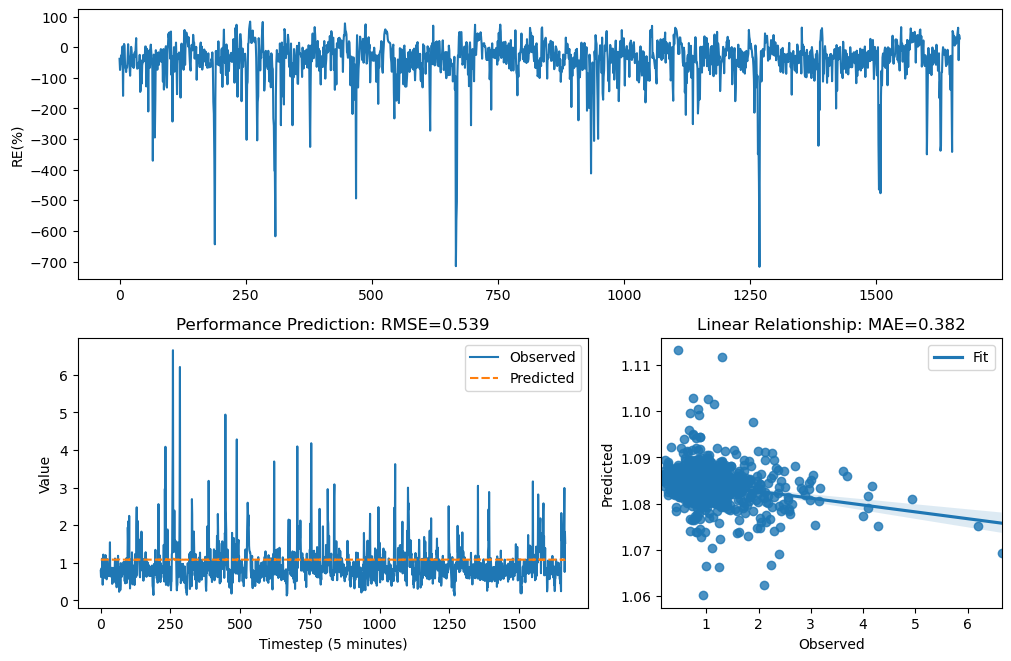 100
0
−100
−200
−300
−400
−500
−600
−700
RE(%)
0 250 500 750 1000 1250 1500
Performance Prediction: RMSE=0.539
Observed
Predicted
6
5
4
3
2
1
0
Value
0 250 500 750 1000 1250 1500
Timestep (5 minutes)
Linear Relationship: MAE=0.382
Fit
1.11
1.10
1.09
1.08
1.07
1.06
Predicted
1 2 3 4 5 6
Observed